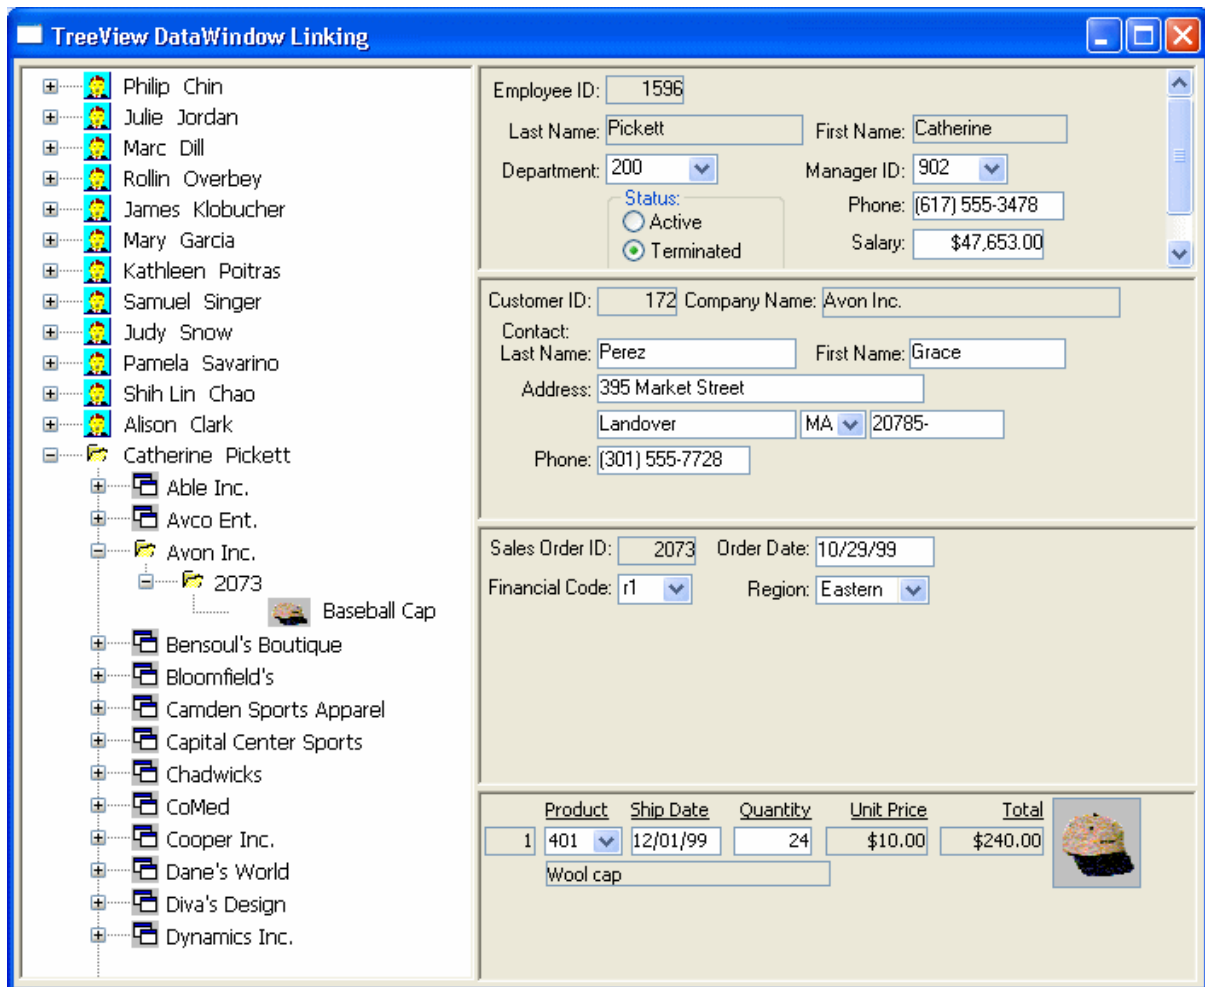 TreeView DataWindow Linking
Philip Chin
Julie Jordan
Marc Dill
Rollin Overbey
James Klobucher
Mary Garcia
Kathleen Poitras
Samuel Singer
Judy Snow
Pamela Savarino
Shih Lin Chao
Alison Clark
Catherine Pickett
Able Inc.
Avco Ent.
Avon Inc.
2073
Baseball Cap
Bensoul's Boutique
Bloomfield's
Camden Sports Apparel
Capital Center Sports
Chadwicks
CoMed
Cooper Inc.
Dane's World
Diva's Design
Dynamics Inc.
Employee ID: 1596
Last Name: Pickett First Name: Catherine
Department: 200 Manager ID: 902
Status: Phone: (617) 555-3478
Active
Terminated Salary: $47,653.00
Customer ID: 172 Company Name: Avon Inc.
Contact:
Last Name: Perez First Name: Grace
Address: 395 Market Street
Landover MA 20785-
Phone: (301) 555-7728
Sales Order ID: 2073 Order Date: 10/29/99
Financial Code: r1 Region: Eastern
Product Ship Date Quantity Unit Price Total
1 401 12/01/99 24 $10.00 $240.00
Wool cap